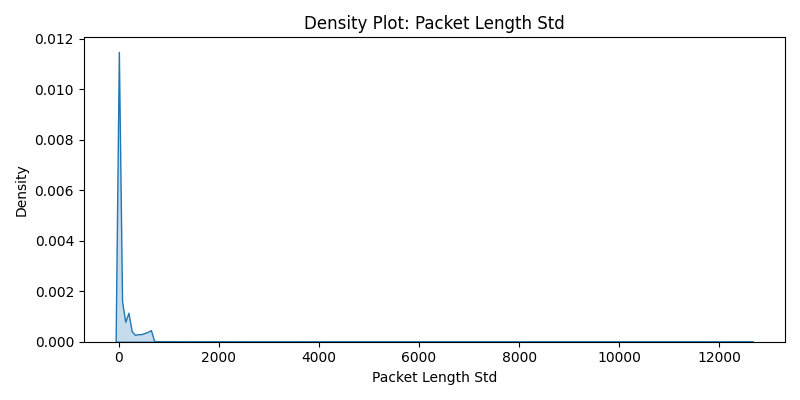 Density Plot: Packet Length Std
0.012
0.010
0.008
0.006
0.004
0.002
0.000
Density
0 2000 4000 6000 8000 10000 12000
Packet Length Std